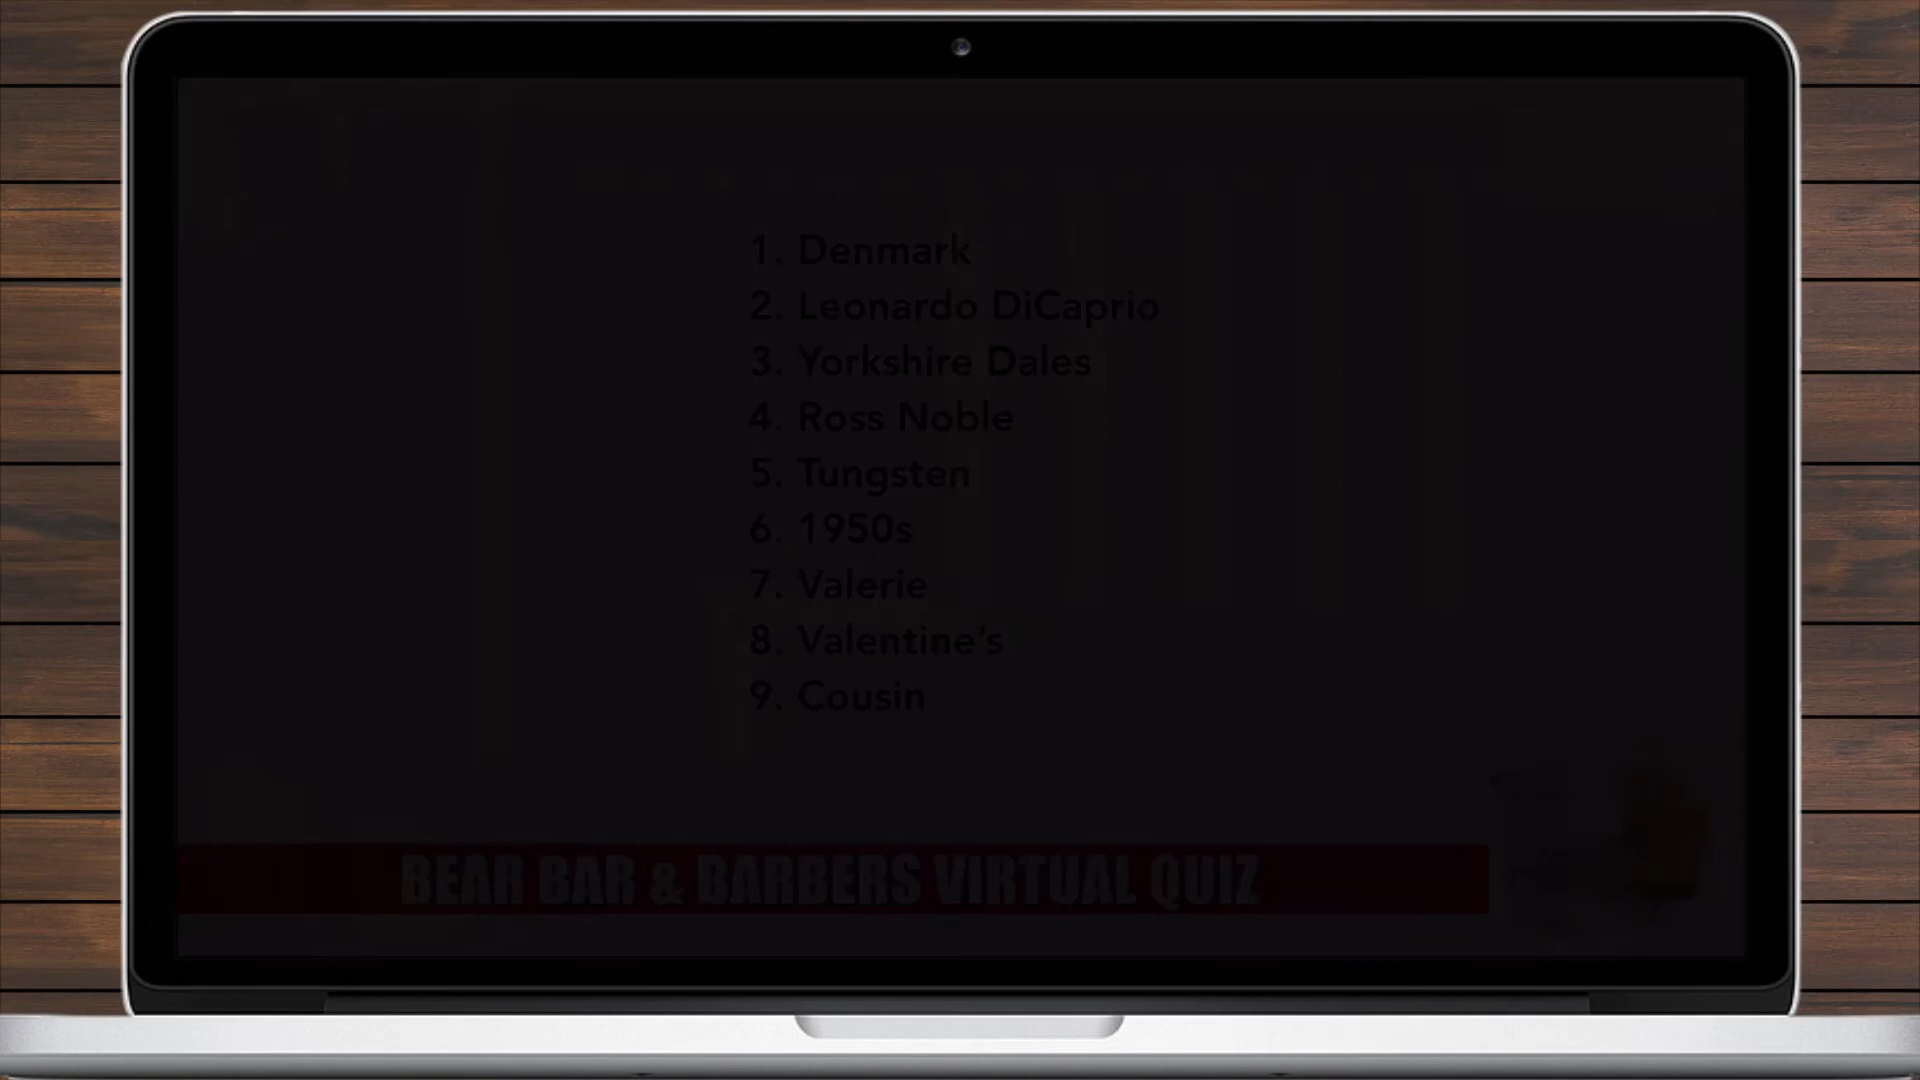 1. Denmark
2. Leonardo DiCaprio
3. Yorkshire Dales
4. Ross Noble
5. Tungsten
6. 1950s
7. Valerie
8. Valentine’s
9. Cousin
BEAR BAR & BARBERS VIRTUAL QUIZ